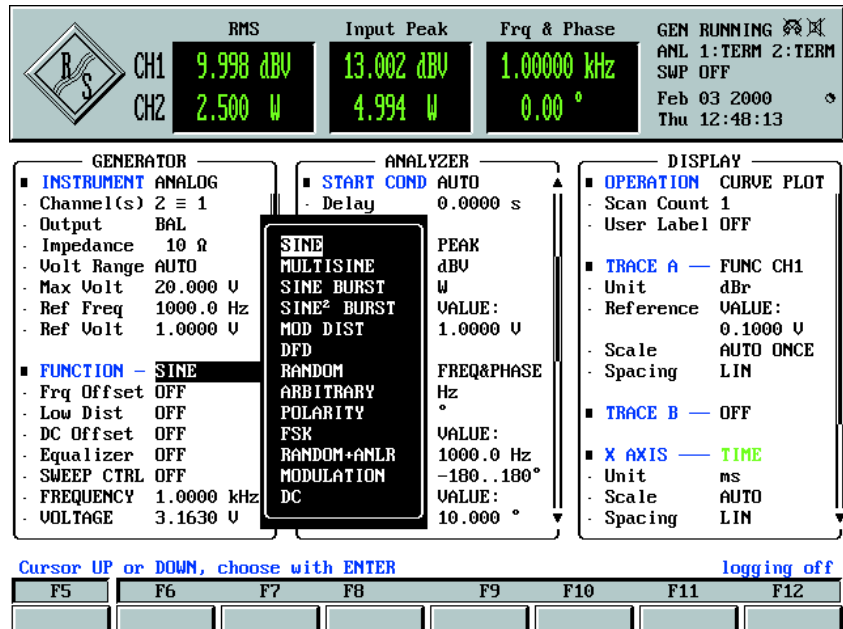 RMS Input Peak Frq & Phase GEN RUNNING
R/S CH1 9.998 dBV 13.002 dBV 1.00000 kHz ANL 1:TERM 2:TERM
SWP OFF
CH2 2.500 W 4.994 W 0.00 ° Feb 03 2000
Thu 12:48:13
GENERATOR
INSTRUMENT ANALOG
Channel(s) 2 ≡ 1
Output BAL
Impedance 10 Ω
Volt Range AUTO
Max Volt 20.000 V
Ref Freq 1000.0 Hz
Ref Volt 1.0000 V
FUNCTION — SINE
Frq Offset OFF
Low Dist OFF
DC Offset OFF
Equalizer OFF
SWEEP CTRL OFF
FREQUENCY 1.0000 kHz
VOLTAGE 3.1630 V
SINE
MULTISINE
SINE BURST
SINE² BURST
MOD DIST
DFD
RANDOM
ARBITRARY
POLARITY
FSK
RANDOM+ANLR
MODULATION
DC
ANALYZER
START COND AUTO
Delay 0.0000 s
PEAK
dBV
W
VALUE:
1.0000 V
FREQ&PHASE
Hz
°
VALUE:
1000.0 Hz
-180..180°
VALUE:
10.000 °
DISPLAY
OPERATION CURVE PLOT
Scan Count 1
User Label OFF
TRACE A — FUNC CH1
Unit dBr
Reference VALUE:
0.1000 V
Scale AUTO ONCE
Spacing LIN
TRACE B — OFF
X AXIS — TIME
Unit ms
Scale AUTO
Spacing LIN
Cursor UP or DOWN, choose with ENTER logging off
F5 F6 F7 F8 F9 F10 F11 F12